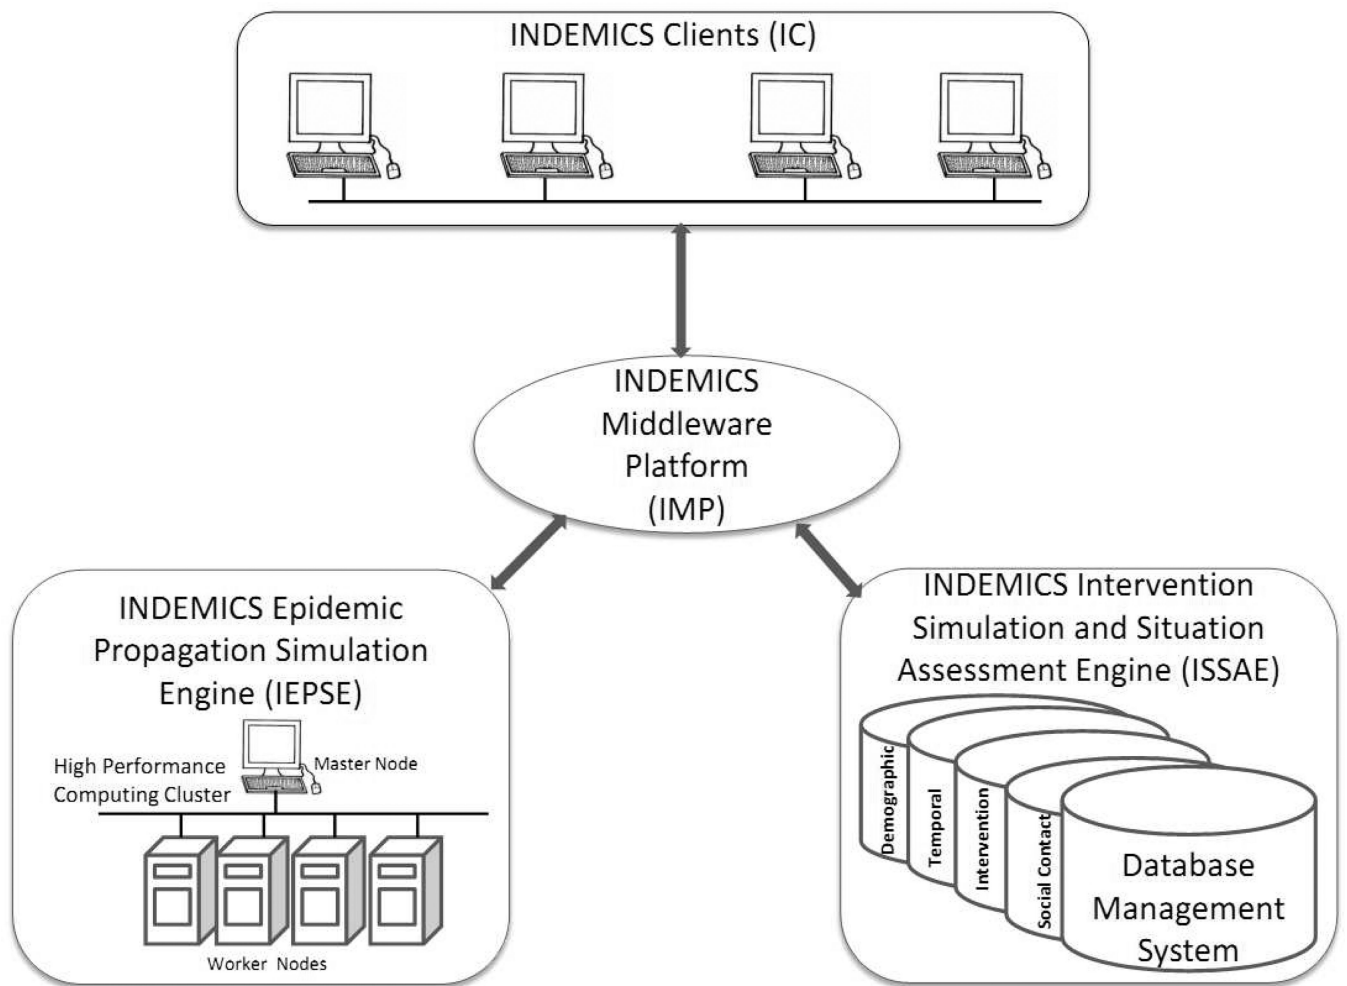 INDEMICS Clients (IC)
INDEMICS
Middleware
Platform
(IMP)
INDEMICS Epidemic
Propagation Simulation
Engine (IEPSE)
High Performance
Computing Cluster
Master Node
Worker Nodes
INDEMICS Intervention
Simulation and Situation
Assessment Engine (ISSAE)
Demographic
Temporal
Intervention
Social Contact
Database
Management
System